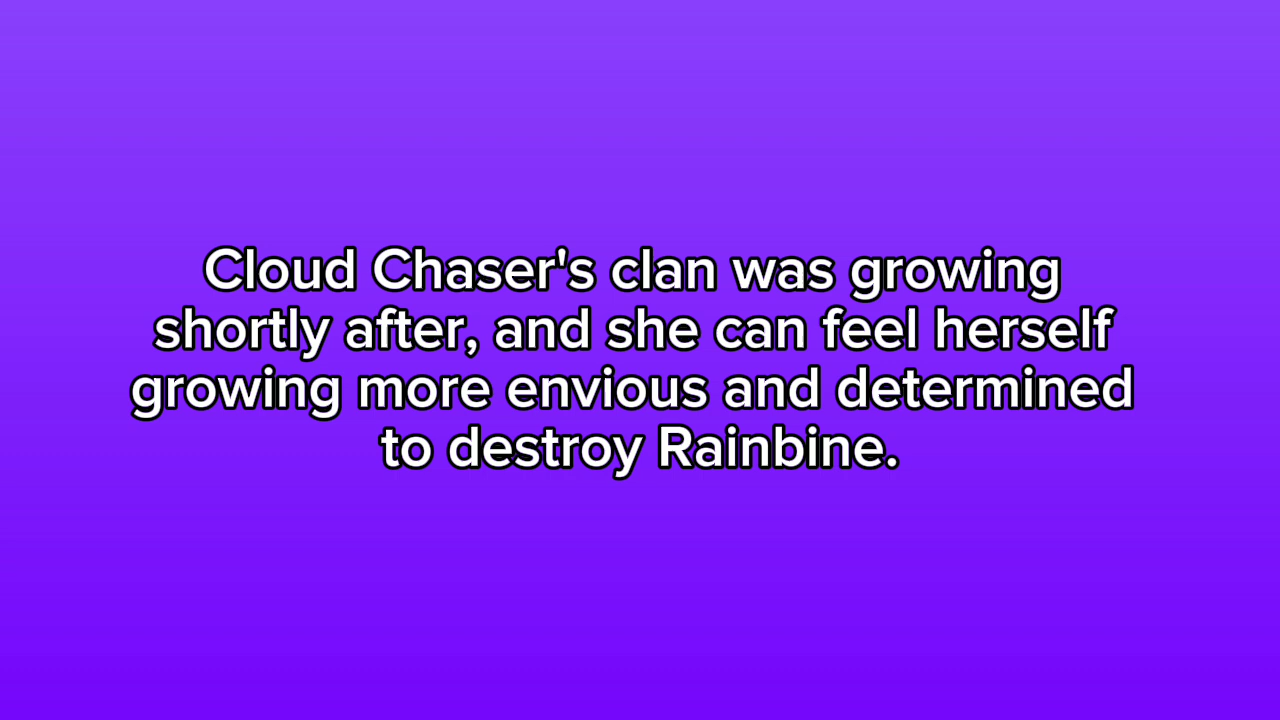 Cloud Chaser's clan was growing
shortly after, and she can feel herself
growing more envious and determined
to destroy Rainbine.